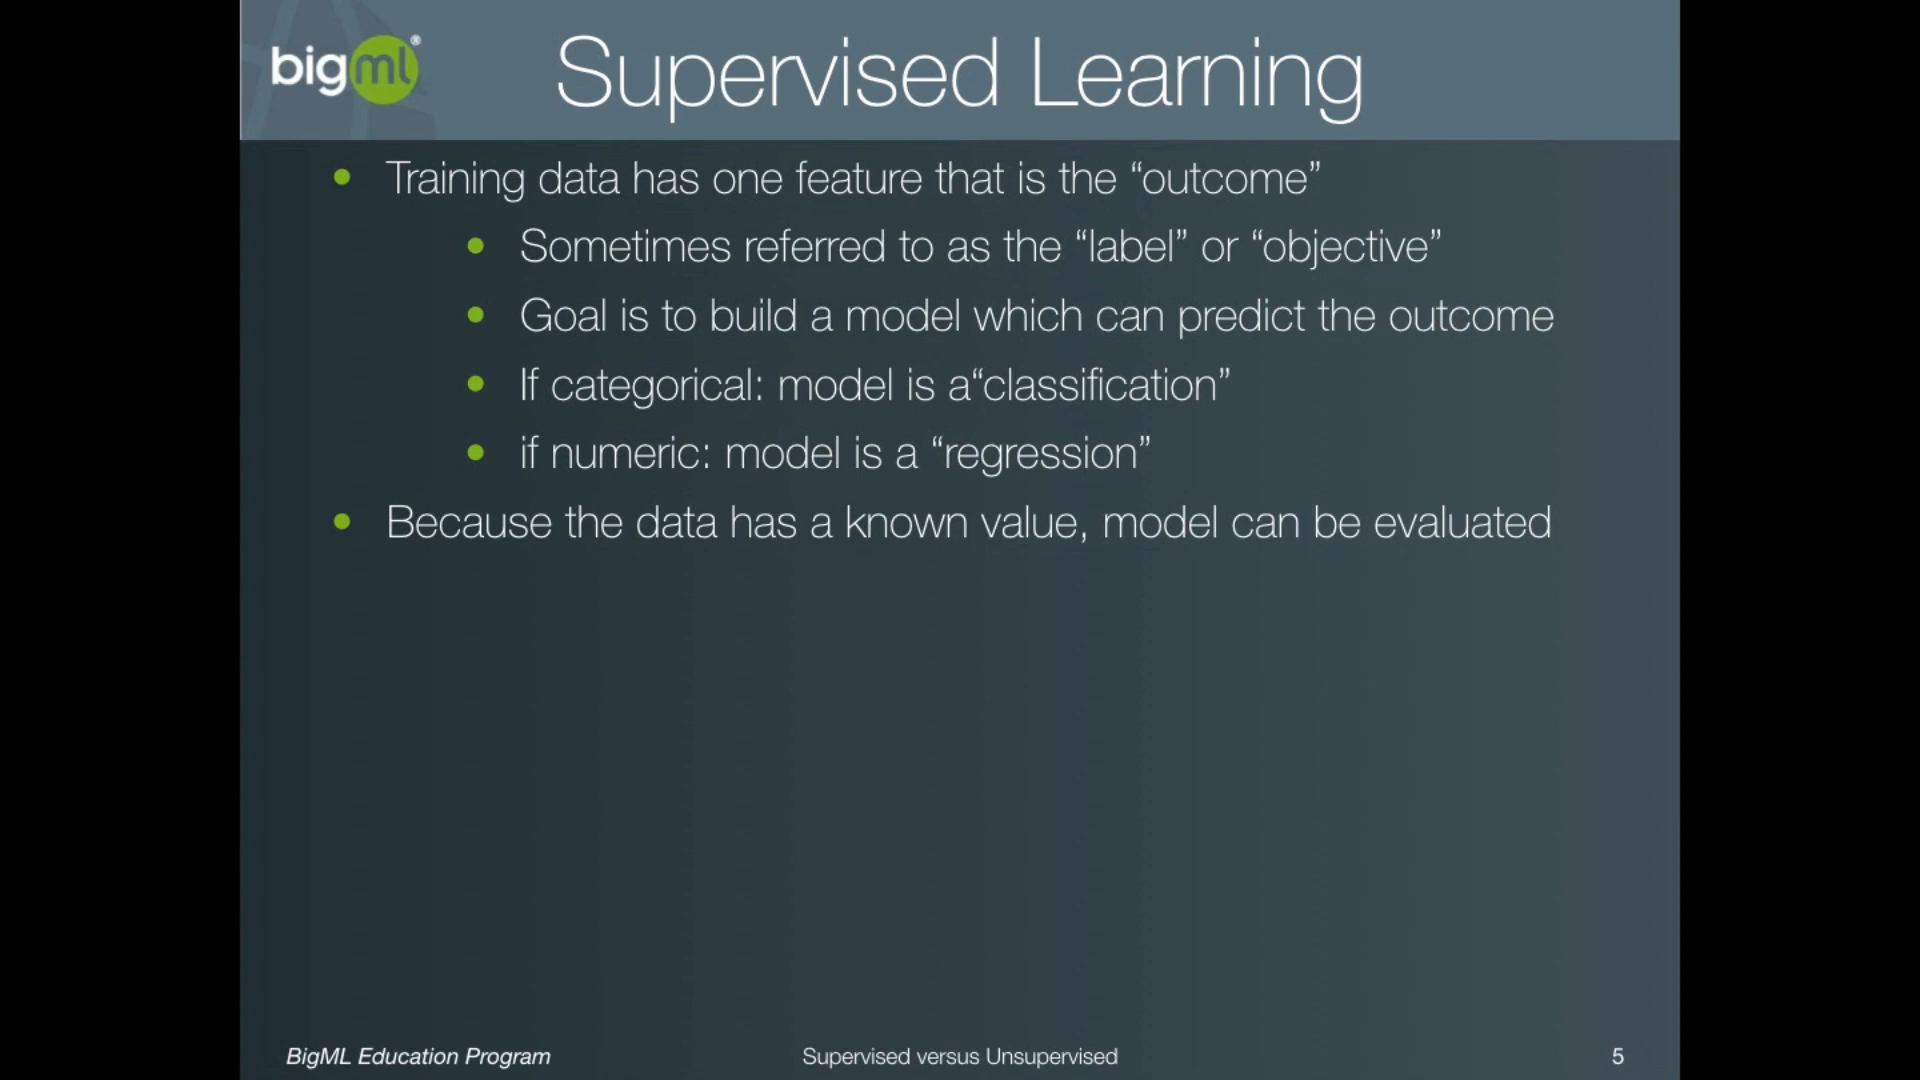 bigml®
Supervised Learning
• Training data has one feature that is the “outcome”
• Sometimes referred to as the “label” or “objective”
• Goal is to build a model which can predict the outcome
• If categorical: model is a“classification”
• if numeric: model is a “regression”
• Because the data has a known value, model can be evaluated
BigML Education Program
Supervised versus Unsupervised
5